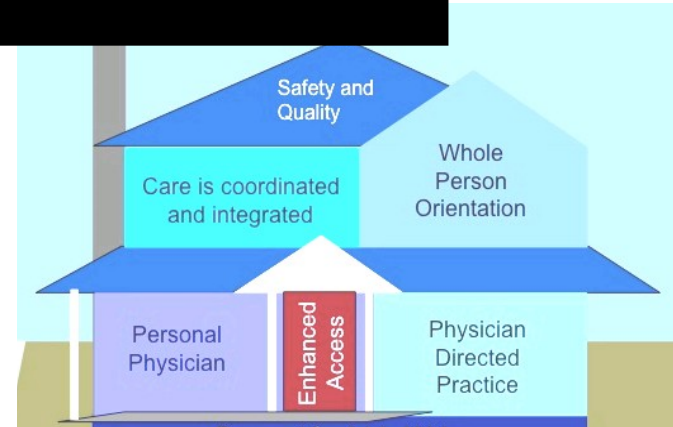 Safety and
Quality
Care is coordinated
and integrated
Whole
Person
Orientation
Personal
Physician
Enhanced
Access
Physician
Directed
Practice